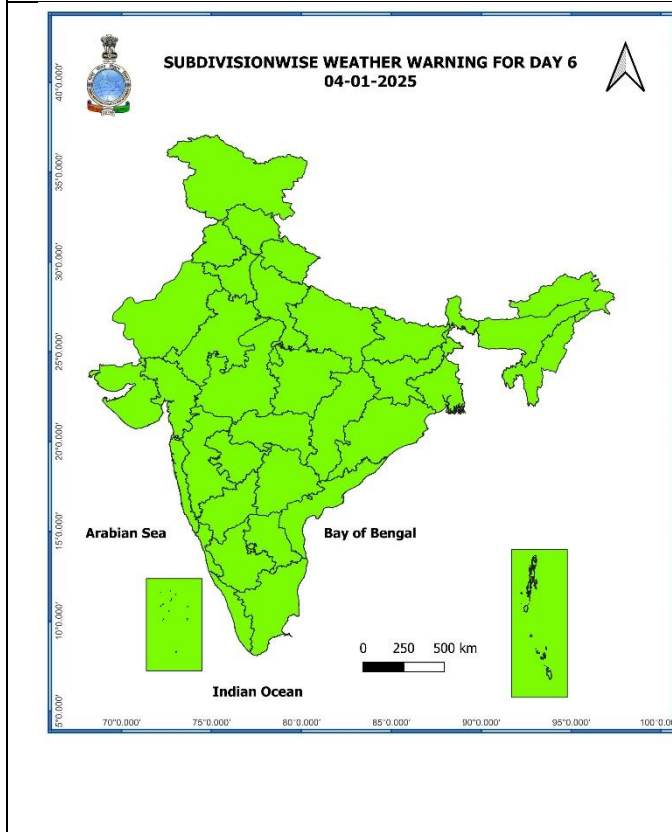 SUBDIVISIONWISE WEATHER WARNING FOR DAY 6
04-01-2025
40°0.000'
35°0.000'
30°0.000'
25°0.000'
20°0.000'
15°0.000'
10°0.000'
5°0.000'
Arabian Sea
Bay of Bengal
0 250 500 km
Indian Ocean
70°0.000' 75°0.000' 80°0.000' 85°0.000' 90°0.000' 95°0.000' 100°0.0